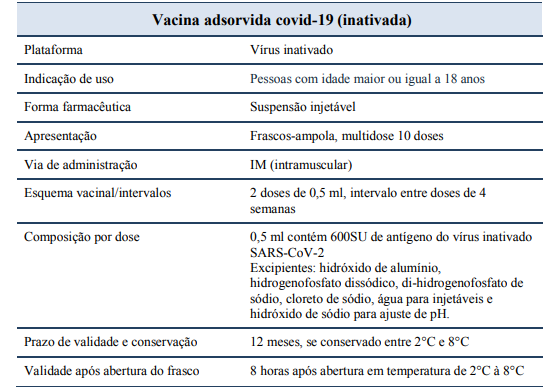 Vacina adsorvida covid-19 (inativada)
Plataforma Vírus inativado
Indicação de uso Pessoas com idade maior ou igual a 18 anos
Forma farmacêutica Suspensão injetável
Apresentação Frascos-ampola, multidose 10 doses
Via de administração IM (intramuscular)
Esquema vacinal/intervalos 2 doses de 0,5 ml, intervalo entre doses de 4
semanas
Composição por dose 0,5 ml contém 600SU de antígeno do vírus inativado
SARS-CoV-2
Excipientes: hidróxido de alumínio,
hidrogenofosfato dissódico, di-hidrogenofosfato de
sódio, cloreto de sódio, água para injetáveis e
hidróxido de sódio para ajuste de pH.
Prazo de validade e conservação 12 meses, se conservado entre 2°C e 8°C
Validade após abertura do frasco 8 horas após abertura em temperatura de 2°C à 8°C